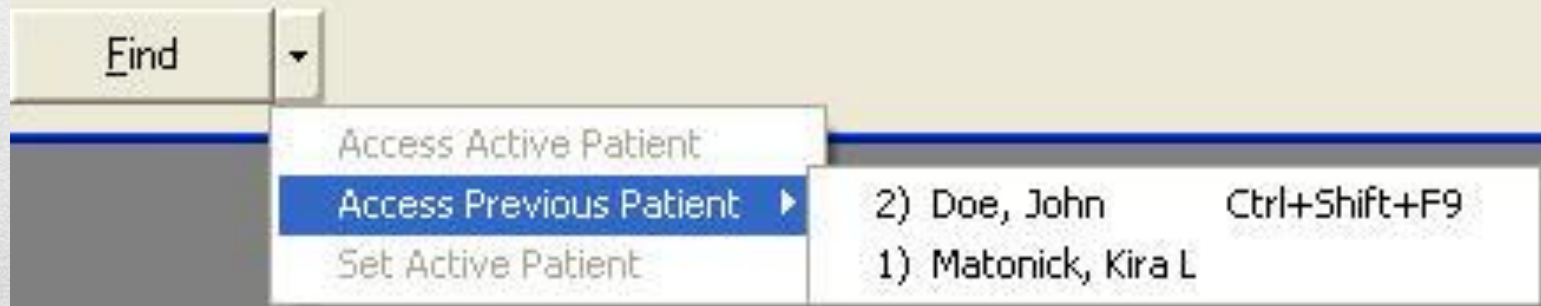 Find
Access Active Patient
Access Previous Patient
2) Doe, John Ctrl+Shift+F9
Set Active Patient
1) Matonick, Kira L